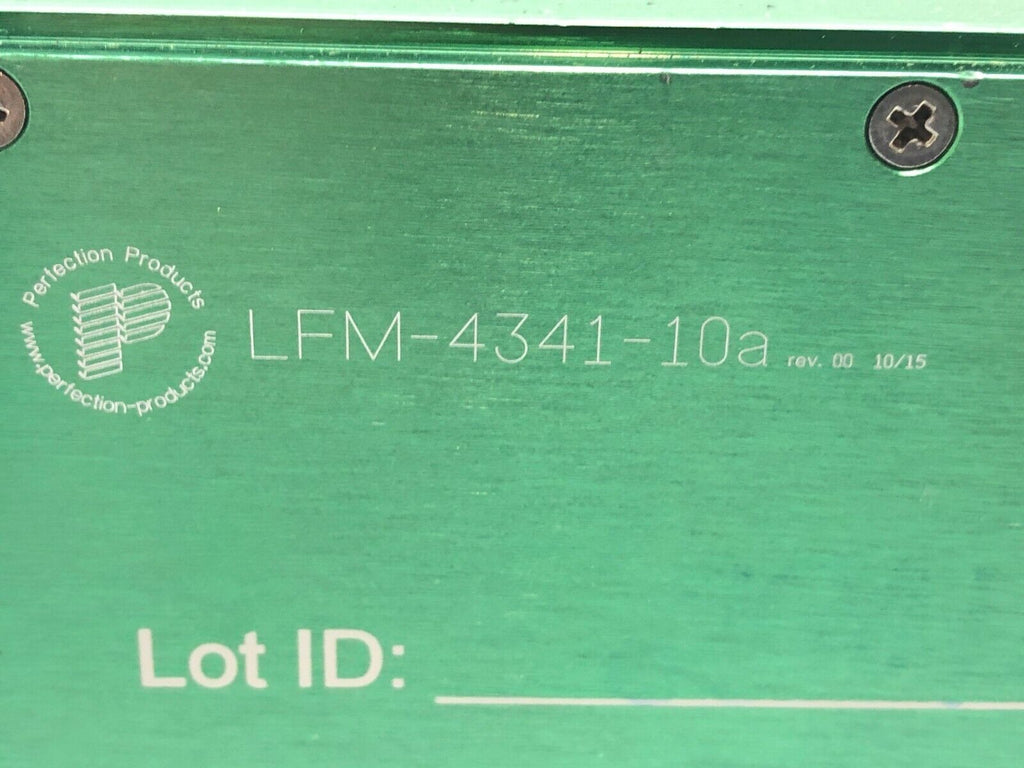 Perfection Products
www.perfection-products.com
LFM-4341-10a rev. 00 10/15
Lot ID: